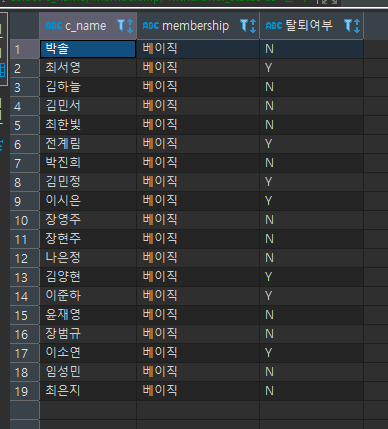 ABC c_name ABC membership ABC 탈퇴여부
1 박솔 베이직 N
2 최서영 베이직 Y
3 김하늘 베이직 N
4 김민서 베이직 N
5 최한빛 베이직 N
6 전계림 베이직 Y
7 박진희 베이직 N
8 김민정 베이직 Y
9 이시은 베이직 Y
10 장영주 베이직 N
11 장현주 베이직 N
12 나은정 베이직 N
13 김양현 베이직 Y
14 이준하 베이직 Y
15 윤재영 베이직 N
16 장범규 베이직 N
17 이소연 베이직 Y
18 임성민 베이직 N
19 최은지 베이직 N